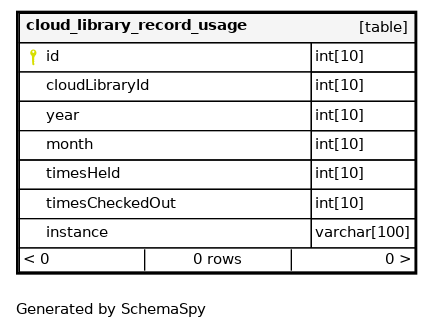 cloud_library_record_usage [table]
id int[10]
cloudLibraryId int[10]
year int[10]
month int[10]
timesHeld int[10]
timesCheckedOut int[10]
instance varchar[100]
< 0 0 rows 0 >
Generated by SchemaSpy